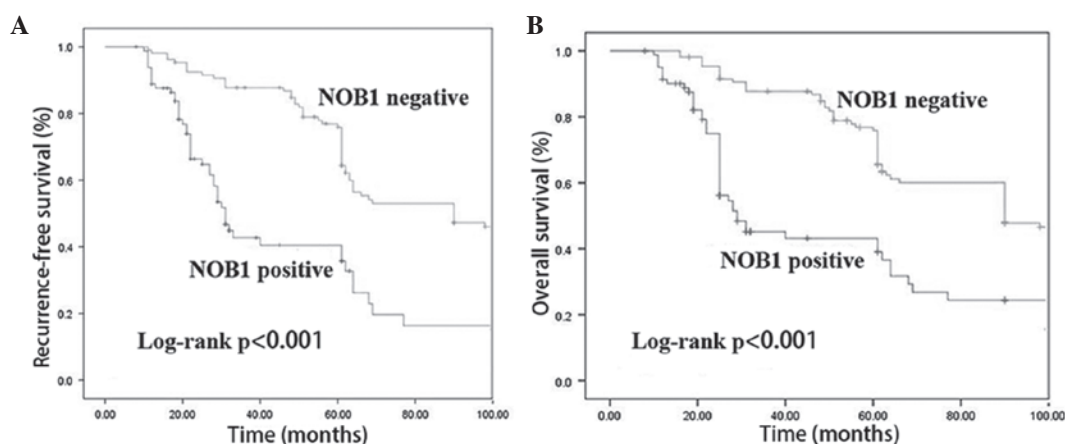 A
Recurrence-free survival (%)
1.0
0.8
0.6
0.4
0.2
0.0
NOB1 negative
NOB1 positive
Log-rank p<0.001
0.00 20.00 40.00 60.00 80.00 100.00
Time (months)
B
Overall survival (%)
1.0
0.8
0.6
0.4
0.2
0.0
NOB1 negative
NOB1 positive
Log-rank p<0.001
0.00 20.00 40.00 60.00 80.00 100.00
Time (months)